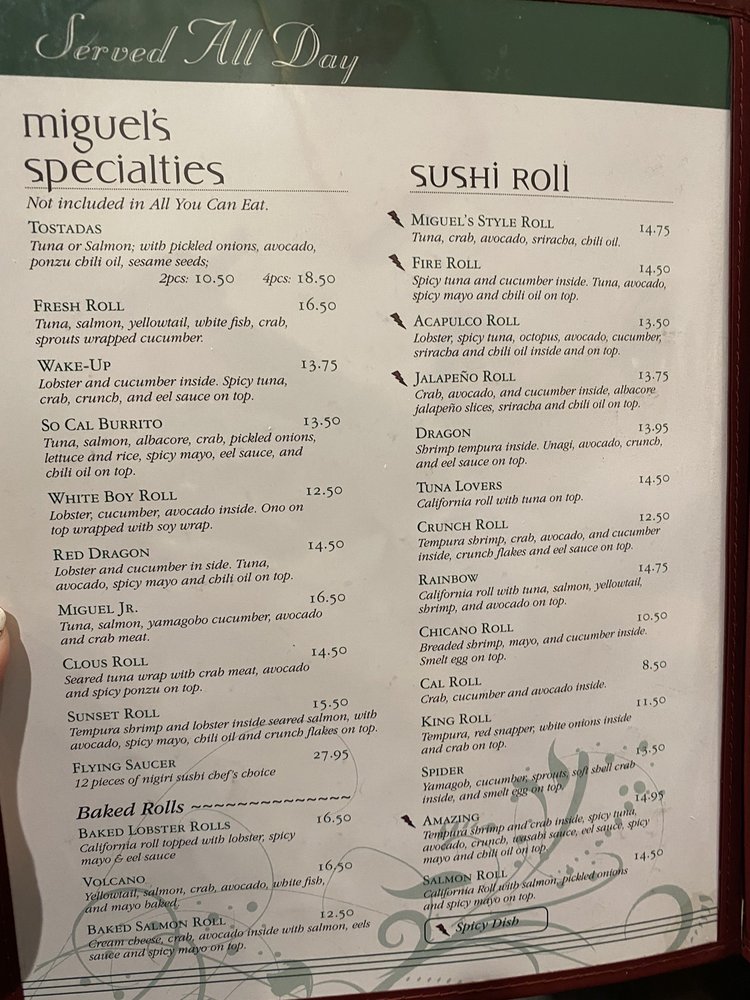 Served All Day
miguel's
specialties
Not included in All You Can Eat.
Tostadas
Tuna or Salmon; with pickled onions, avocado,
ponzu chili oil, sesame seeds;
2pcs: 10.50 4pcs: 18.50
Fresh Roll 16.50
Tuna, salmon, yellowtail, white fish, crab,
sprouts wrapped cucumber.
Wake-Up 13.75
Lobster and cucumber inside. Spicy tuna,
crab, crunch, and eel sauce on top.
So Cal Burrito 13.50
Tuna, salmon, albacore, crab, pickled onions,
lettuce and rice, spicy mayo, eel sauce, and
chili oil on top.
White Boy Roll 12.50
Lobster, cucumber, avocado inside. Ono on
top wrapped with soy wrap.
Red Dragon 14.50
Lobster and cucumber in side. Tuna,
avocado, spicy mayo and chili oil on top.
Miguel Jr. 16.50
Tuna, salmon, yamagobo cucumber, avocado
and crab meat.
Clous Roll 14.50
Seared tuna wrap with crab meat, avocado
and spicy ponzu on top.
Sunset Roll 15.50
Tempura shrimp and lobster inside seared salmon, with
avocado, spicy mayo, chili oil and crunch flakes on top.
Flying Saucer 27.95
12 pieces of nigiri sushi chef's choice
Baked Rolls ~~~~~~~~~~~~~~
Baked Lobster Rolls 16.50
California roll topped with lobster, spicy
mayo & eel sauce
Volcano 16.50
Yellowtail, salmon, crab, avocado, white fish,
and mayo baked;
Baked Salmon Roll 12.50
Cream cheese, crab, avocado inside with salmon, eels
sauce and spicy mayo on top.
sushi roll
Miguel's Style Roll 14.75
Tuna, crab, avocado, sriracha, chili oil.
Fire Roll 14.50
Spicy tuna and cucumber inside. Tuna, avocado,
spicy mayo and chili oil on top.
Acapulco Roll 13.50
Lobster, spicy tuna, octopus, avocado, cucumber,
sriracha and chili oil inside and on top.
Jalapeño Roll 13.75
Crab, avocado, and cucumber inside, albacore
jalapeño slices, sriracha and chili oil on top.
Dragon 13.95
Shrimp tempura inside. Unagi, avocado, crunch,
and eel sauce on top.
Tuna Lovers 14.50
California roll with tuna on top.
Crunch Roll 12.50
Tempura shrimp, crab, avocado, and cucumber
inside, crunch flakes and eel sauce on top.
Rainbow 14.75
California roll with tuna, salmon, yellowtail,
shrimp, and avocado on top.
Chicano Roll 10.50
Breaded shrimp, mayo, and cucumber inside.
Smelt egg on top.
Cal Roll 8.50
Crab, cucumber and avocado inside.
King Roll 11.50
Tempura, red snapper, white onions inside
and crab on top.
Spider 13.50
Yamagob, cucumber, sprouts, soft shell crab
inside, and smelt egg on top.
Amazing 14.95
Tempura shrimp and crab inside, spicy tuna,
avocado, crunch, wasabi sauce, eel sauce, spicy
mayo and chili oil on top.
Salmon Roll 14.50
California Roll with salmon, pickled onions
and spicy mayo on top.
Spicy Dish